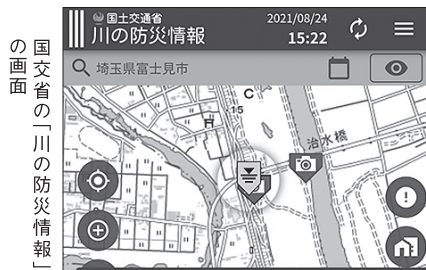 国交省の「川の防災情報」
の画面
国土交通省
川の防災情報
2021/08/24
15:22
埼玉県富士見市
C
・15
治水橋